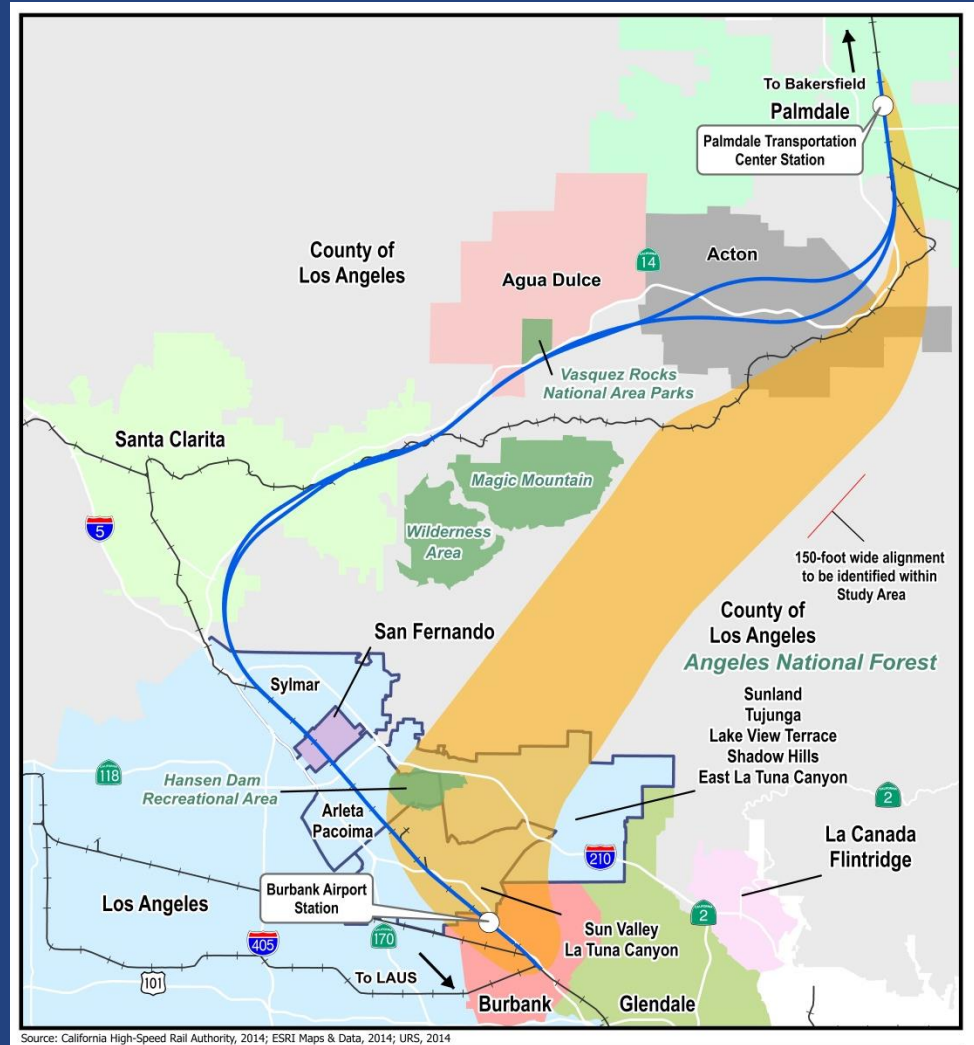 To Bakersfield
Palmdale
Palmdale Transportation
Center Station
County of
Los Angeles
CALIFORNIA
14
Acton
Agua Dulce
Vasquez Rocks
National Area Parks
Santa Clarita
Magic Mountain
Wilderness
Area
5
150-foot wide alignment
to be identified within
Study Area
County of
Los Angeles
Angeles National Forest
San Fernando
Sylmar
Sunland
Tujunga
Lake View Terrace
Shadow Hills
East La Tuna Canyon
118
Hansen Dam
Recreational Area
2
Arleta
Pacoima
La Canada
Flintridge
210
Burbank Airport
Station
Los Angeles
2
405
170
Sun Valley
La Tuna Canyon
101
To LAUS
Burbank
Glendale
Source: California High-Speed Rail Authority, 2014; ESRI Maps & Data, 2014; URS, 2014